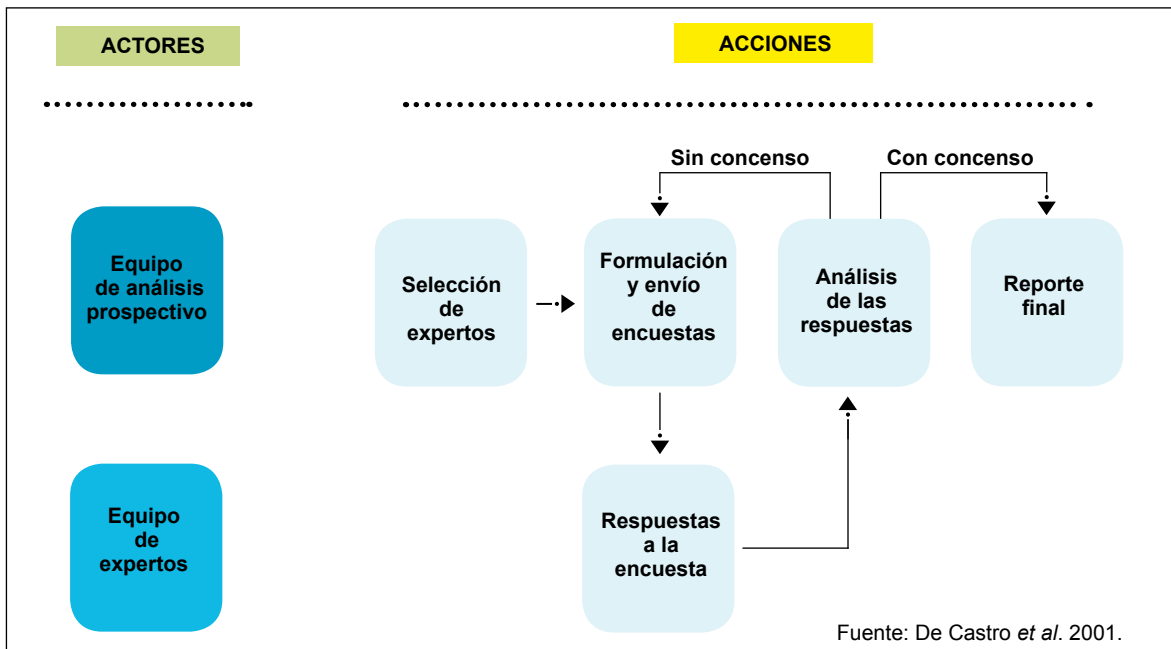 ACTORES
ACCIONES
Sin concenso
Con concenso
Equipo
de análisis
prospectivo
Selección
de
expertos
Formulación
y envío
de
encuestas
Análisis
de las
respuestas
Reporte
final
Equipo
de
expertos
Respuestas
a la
encuesta
Fuente: De Castro et al. 2001.